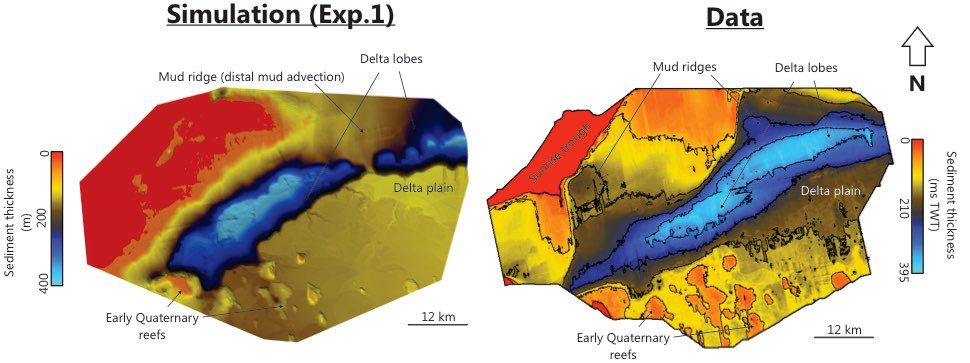 Simulation (Exp.1)
Data
Delta lobes
Mud ridge (distal mud advection)
Mud ridges
Delta lobes
N
0
200
400
Sediment thickness
(m)
Delta plain
Early Quaternary
reefs
12 km
Sunrise trough
Delta plain
0
210
395
Sediment thickness
(ms TWT)
Early Quaternary
reefs
12 km